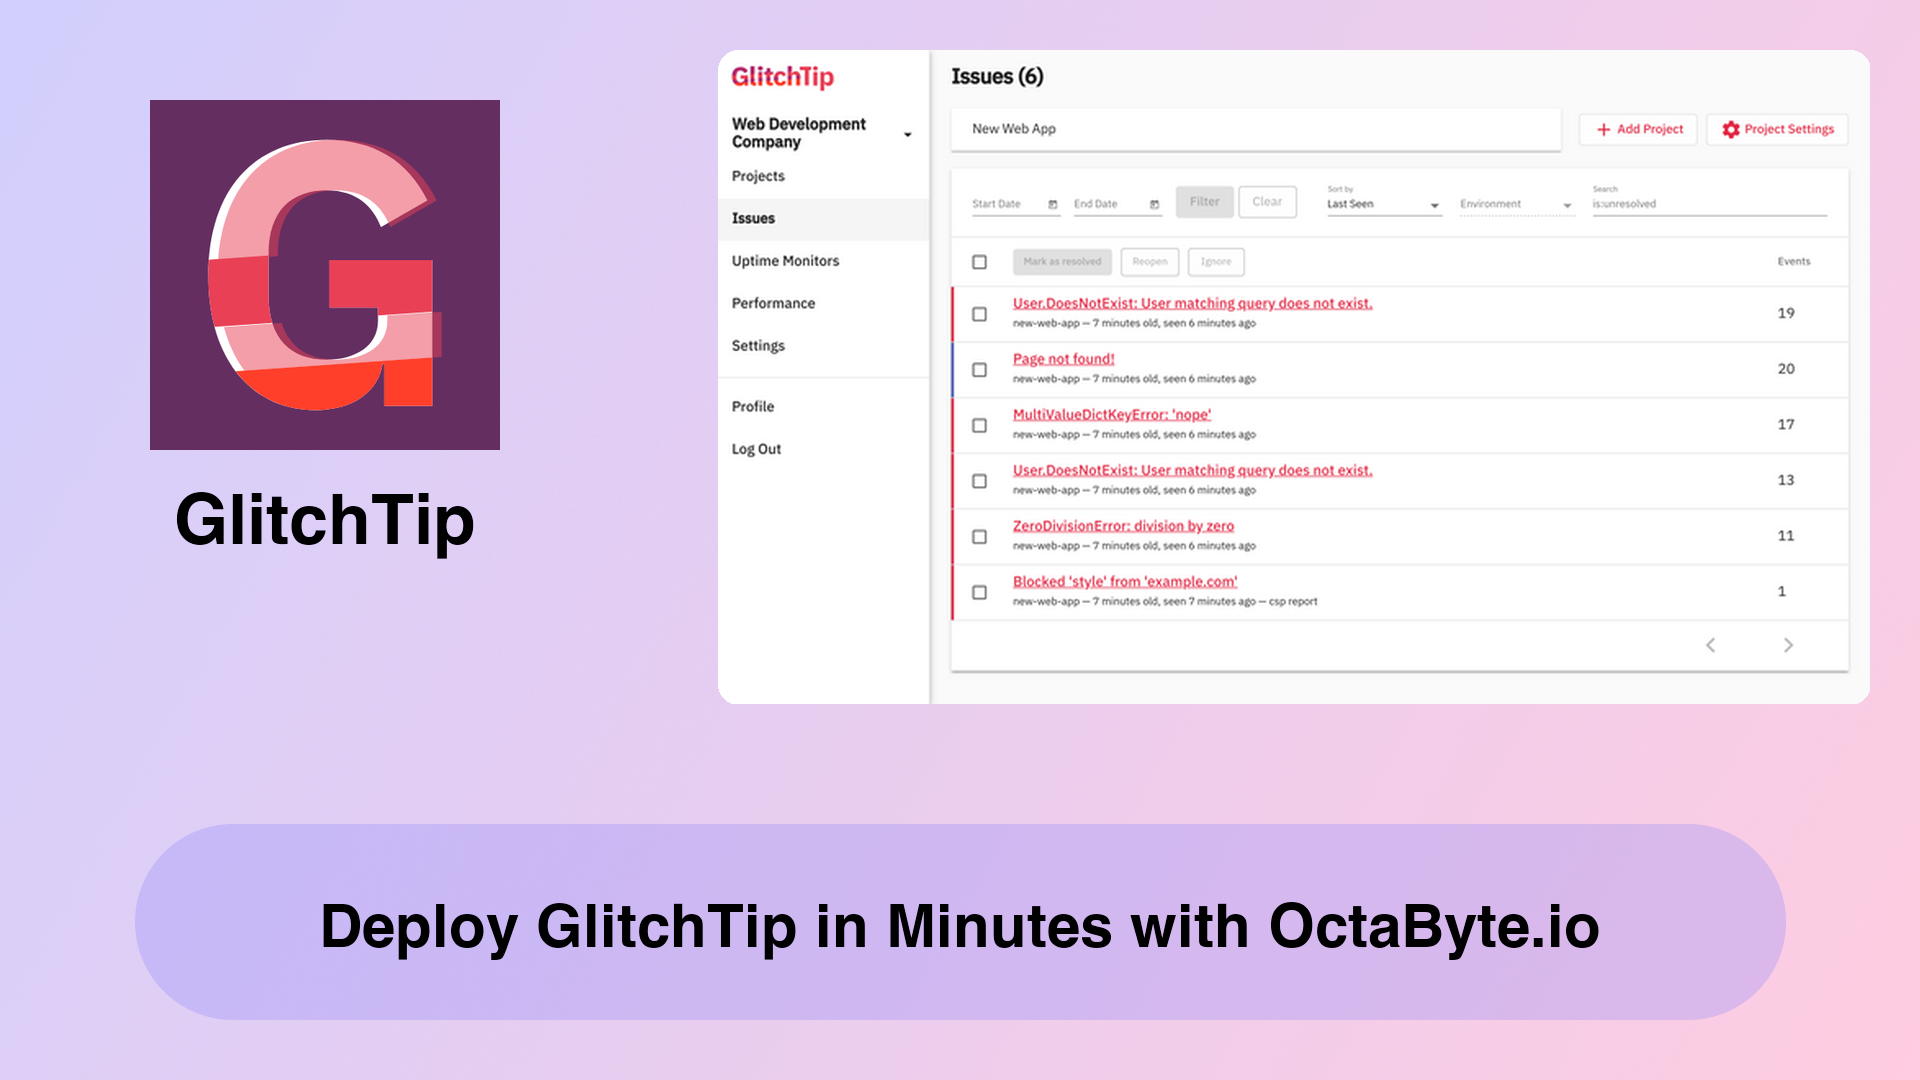 GlitchTip
GlitchTip
Web Development
Company
Projects
Issues
Uptime Monitors
Performance
Settings
Profile
Log Out
Issues (6)
New Web App
+ Add Project
Project Settings
Start Date
End Date
Filter
Clear
Sort by
Last Seen
Environment
Search
is:unresolved
Mark as resolved
Reopen
Ignore
Events
User.DoesNotExist: User matching query does not exist.
new-web-app — 7 minutes old, seen 6 minutes ago
19
Page not found!
new-web-app — 7 minutes old, seen 6 minutes ago
20
MultiValueDictKeyError: 'nope'
new-web-app — 7 minutes old, seen 6 minutes ago
17
User.DoesNotExist: User matching query does not exist.
new-web-app — 7 minutes old, seen 6 minutes ago
13
ZeroDivisionError: division by zero
new-web-app — 7 minutes old, seen 6 minutes ago
11
Blocked 'style' from 'example.com'
new-web-app — 7 minutes old, seen 7 minutes ago — csp report
1
Deploy GlitchTip in Minutes with OctaByte.io